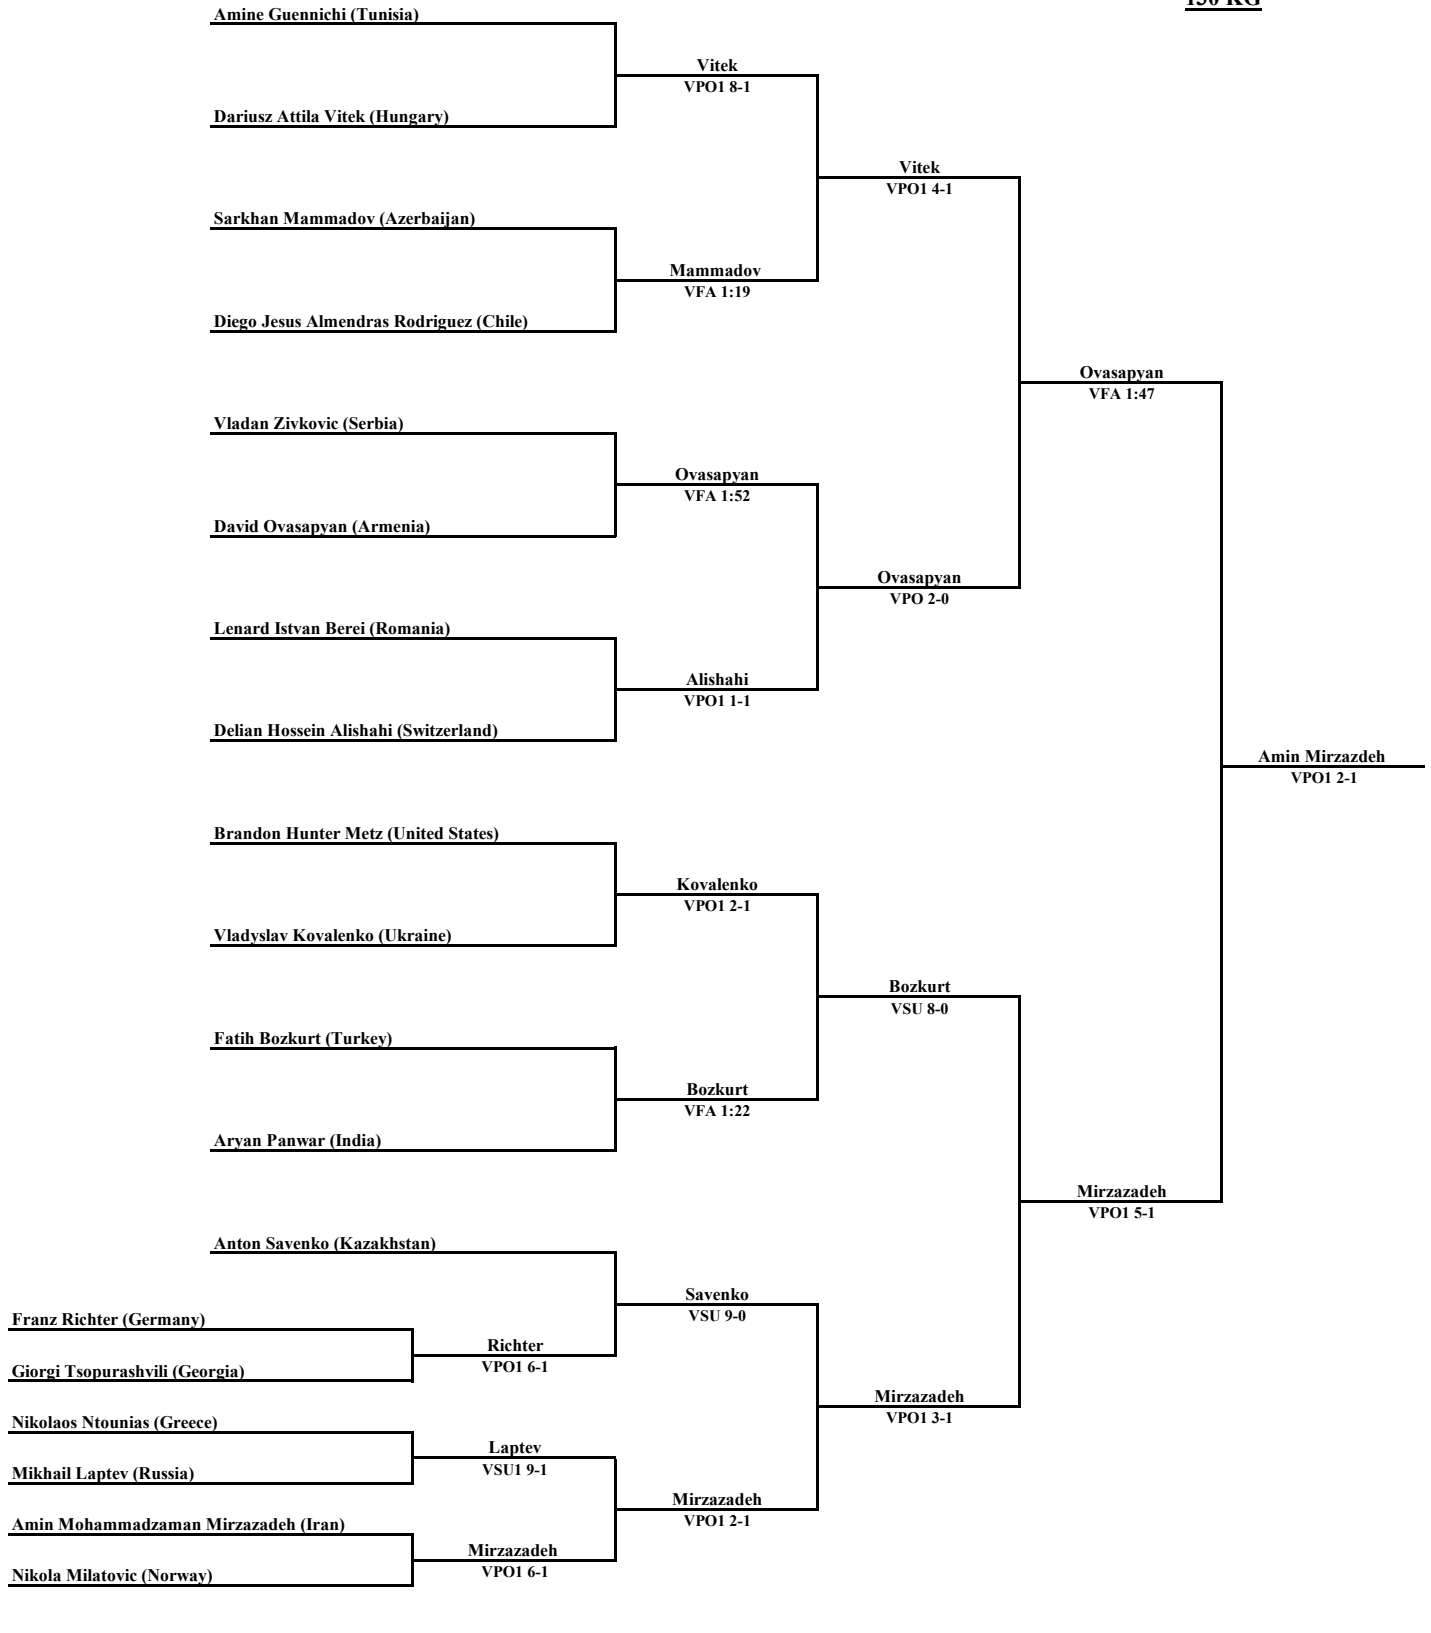 130 KG
Amine Guennichi (Tunisia)
Vitek
VPO1 8-1
Dariusz Attila Vitek (Hungary)
Vitek
VPO1 4-1
Sarkhan Mammadov (Azerbaijan)
Mammadov
VFA 1:19
Diego Jesus Almendras Rodriguez (Chile)
Ovasapyan
VFA 1:47
Vladan Zivkovic (Serbia)
Ovasapyan
VFA 1:52
David Ovasapyan (Armenia)
Ovasapyan
VPO 2-0
Lenard Istvan Berei (Romania)
Alishahi
VPO1 1-1
Delian Hossein Alishahi (Switzerland)
Amin Mirzazdeh
VPO1 2-1
Brandon Hunter Metz (United States)
Kovalenko
VPO1 2-1
Vladyslav Kovalenko (Ukraine)
Bozkurt
VSU 8-0
Fatih Bozkurt (Turkey)
Bozkurt
VFA 1:22
Aryan Panwar (India)
Mirzazadeh
VPO1 5-1
Anton Savenko (Kazakhstan)
Savenko
VSU 9-0
Franz Richter (Germany)
Richter
VPO1 6-1
Giorgi Tsopurashvili (Georgia)
Mirzazadeh
VPO1 3-1
Nikolaos Ntounias (Greece)
Laptev
VSU1 9-1
Mikhail Laptev (Russia)
Mirzazadeh
VPO1 2-1
Amin Mohammadzaman Mirzazadeh (Iran)
Mirzazadeh
VPO1 6-1
Nikola Milatovic (Norway)